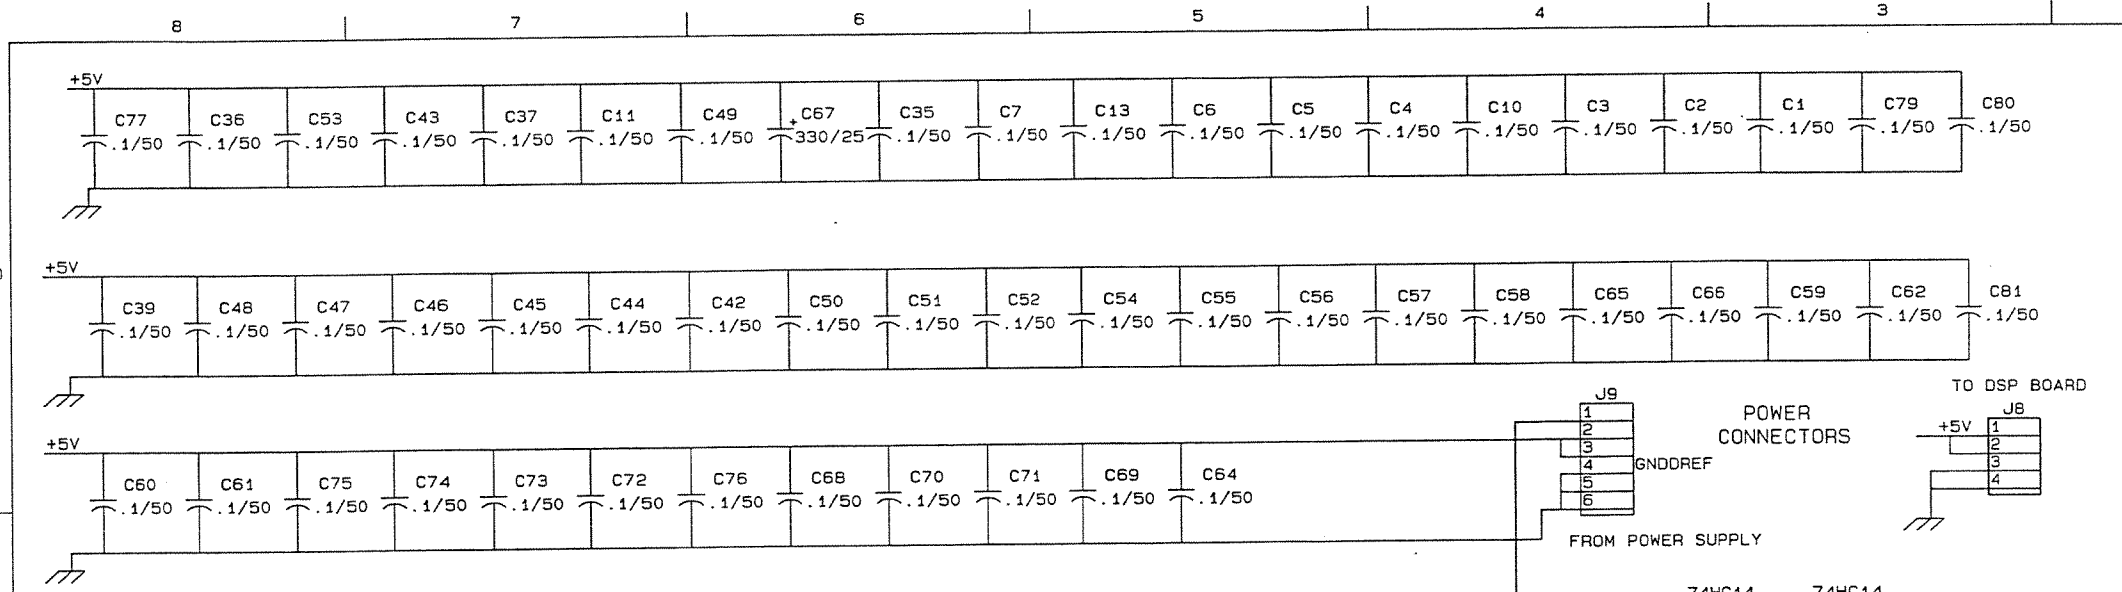 8 7 6 5 4 3
+5V
C77 C36 C53 C43 C37 C11 C49 C67 C35 C7 C13 C6 C5 C4 C10 C3 C2 C1 C79 C80
.1/50 .1/50 .1/50 .1/50 .1/50 .1/50 .1/50 +330/25 .1/50 .1/50 .1/50 .1/50 .1/50 .1/50 .1/50 .1/50 .1/50 .1/50 .1/50 .1/50
+5V
C39 C48 C47 C46 C45 C44 C42 C50 C51 C52 C54 C55 C56 C57 C58 C65 C66 C59 C62 C81
.1/50 .1/50 .1/50 .1/50 .1/50 .1/50 .1/50 .1/50 .1/50 .1/50 .1/50 .1/50 .1/50 .1/50 .1/50 .1/50 .1/50 .1/50 .1/50 .1/50
+5V
C60 C61 C75 C74 C73 C72 C76 C68 C70 C71 C69 C64
.1/50 .1/50 .1/50 .1/50 .1/50 .1/50 .1/50 .1/50 .1/50 .1/50 .1/50 .1/50
J9
1
2
3
4
5
6
GNDDREF
FROM POWER SUPPLY
POWER
CONNECTORS
TO DSP BOARD
J8
+5V
1
2
3
4
74HC14 74HC14